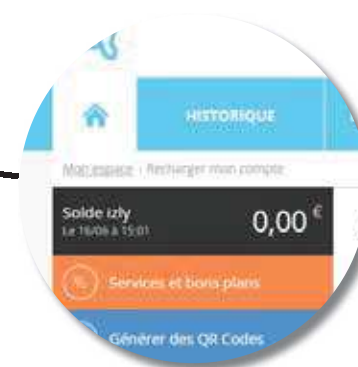 HISTORIQUE
Mon espace › Recharger mon compte
Solde izly
Le 16/06 à 15:01
0,00 €
Services et bons plans
Générer des QR Codes